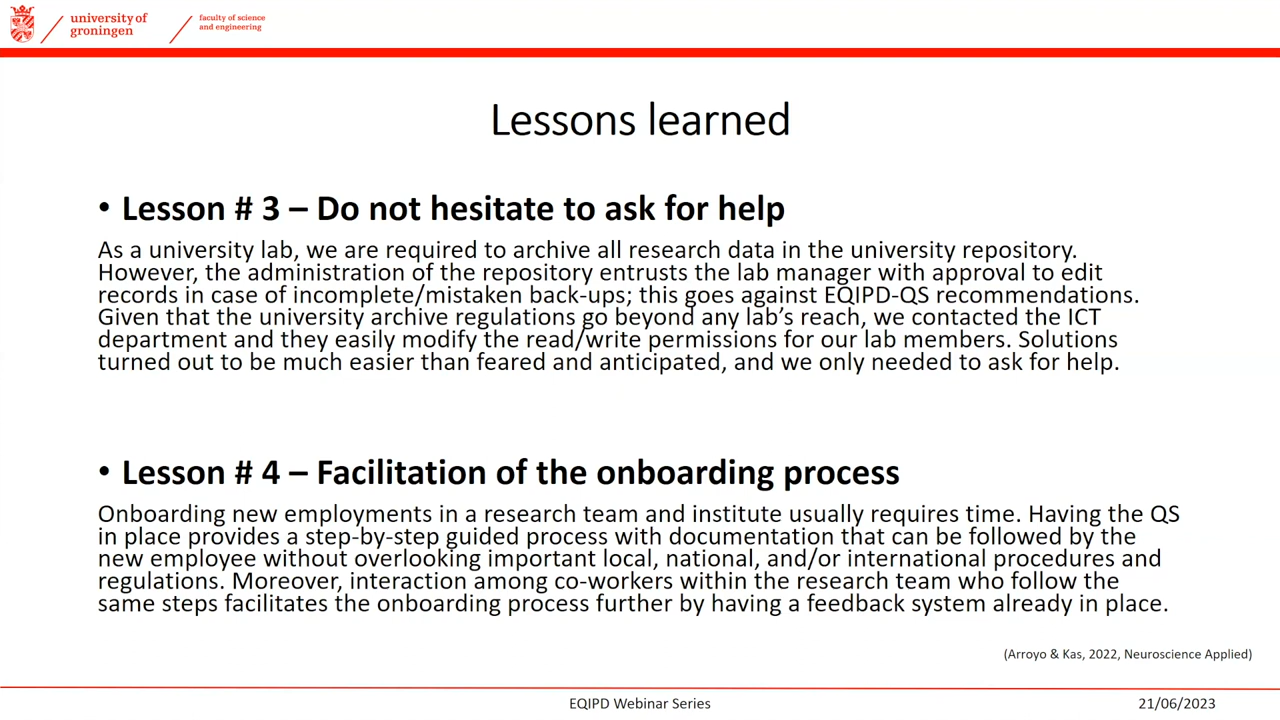 university of
groningen
faculty of science
and engineering
Lessons learned
• Lesson # 3 – Do not hesitate to ask for help
As a university lab, we are required to archive all research data in the university repository.
However, the administration of the repository entrusts the lab manager with approval to edit
records in case of incomplete/mistaken back-ups; this goes against EQIPD-QS recommendations.
Given that the university archive regulations go beyond any lab’s reach, we contacted the ICT
department and they easily modify the read/write permissions for our lab members. Solutions
turned out to be much easier than feared and anticipated, and we only needed to ask for help.
• Lesson # 4 – Facilitation of the onboarding process
Onboarding new employments in a research team and institute usually requires time. Having the QS
in place provides a step-by-step guided process with documentation that can be followed by the
new employee without overlooking important local, national, and/or international procedures and
regulations. Moreover, interaction among co-workers within the research team who follow the
same steps facilitates the onboarding process further by having a feedback system already in place.
(Arroyo & Kas, 2022, Neuroscience Applied)
EQIPD Webinar Series
21/06/2023